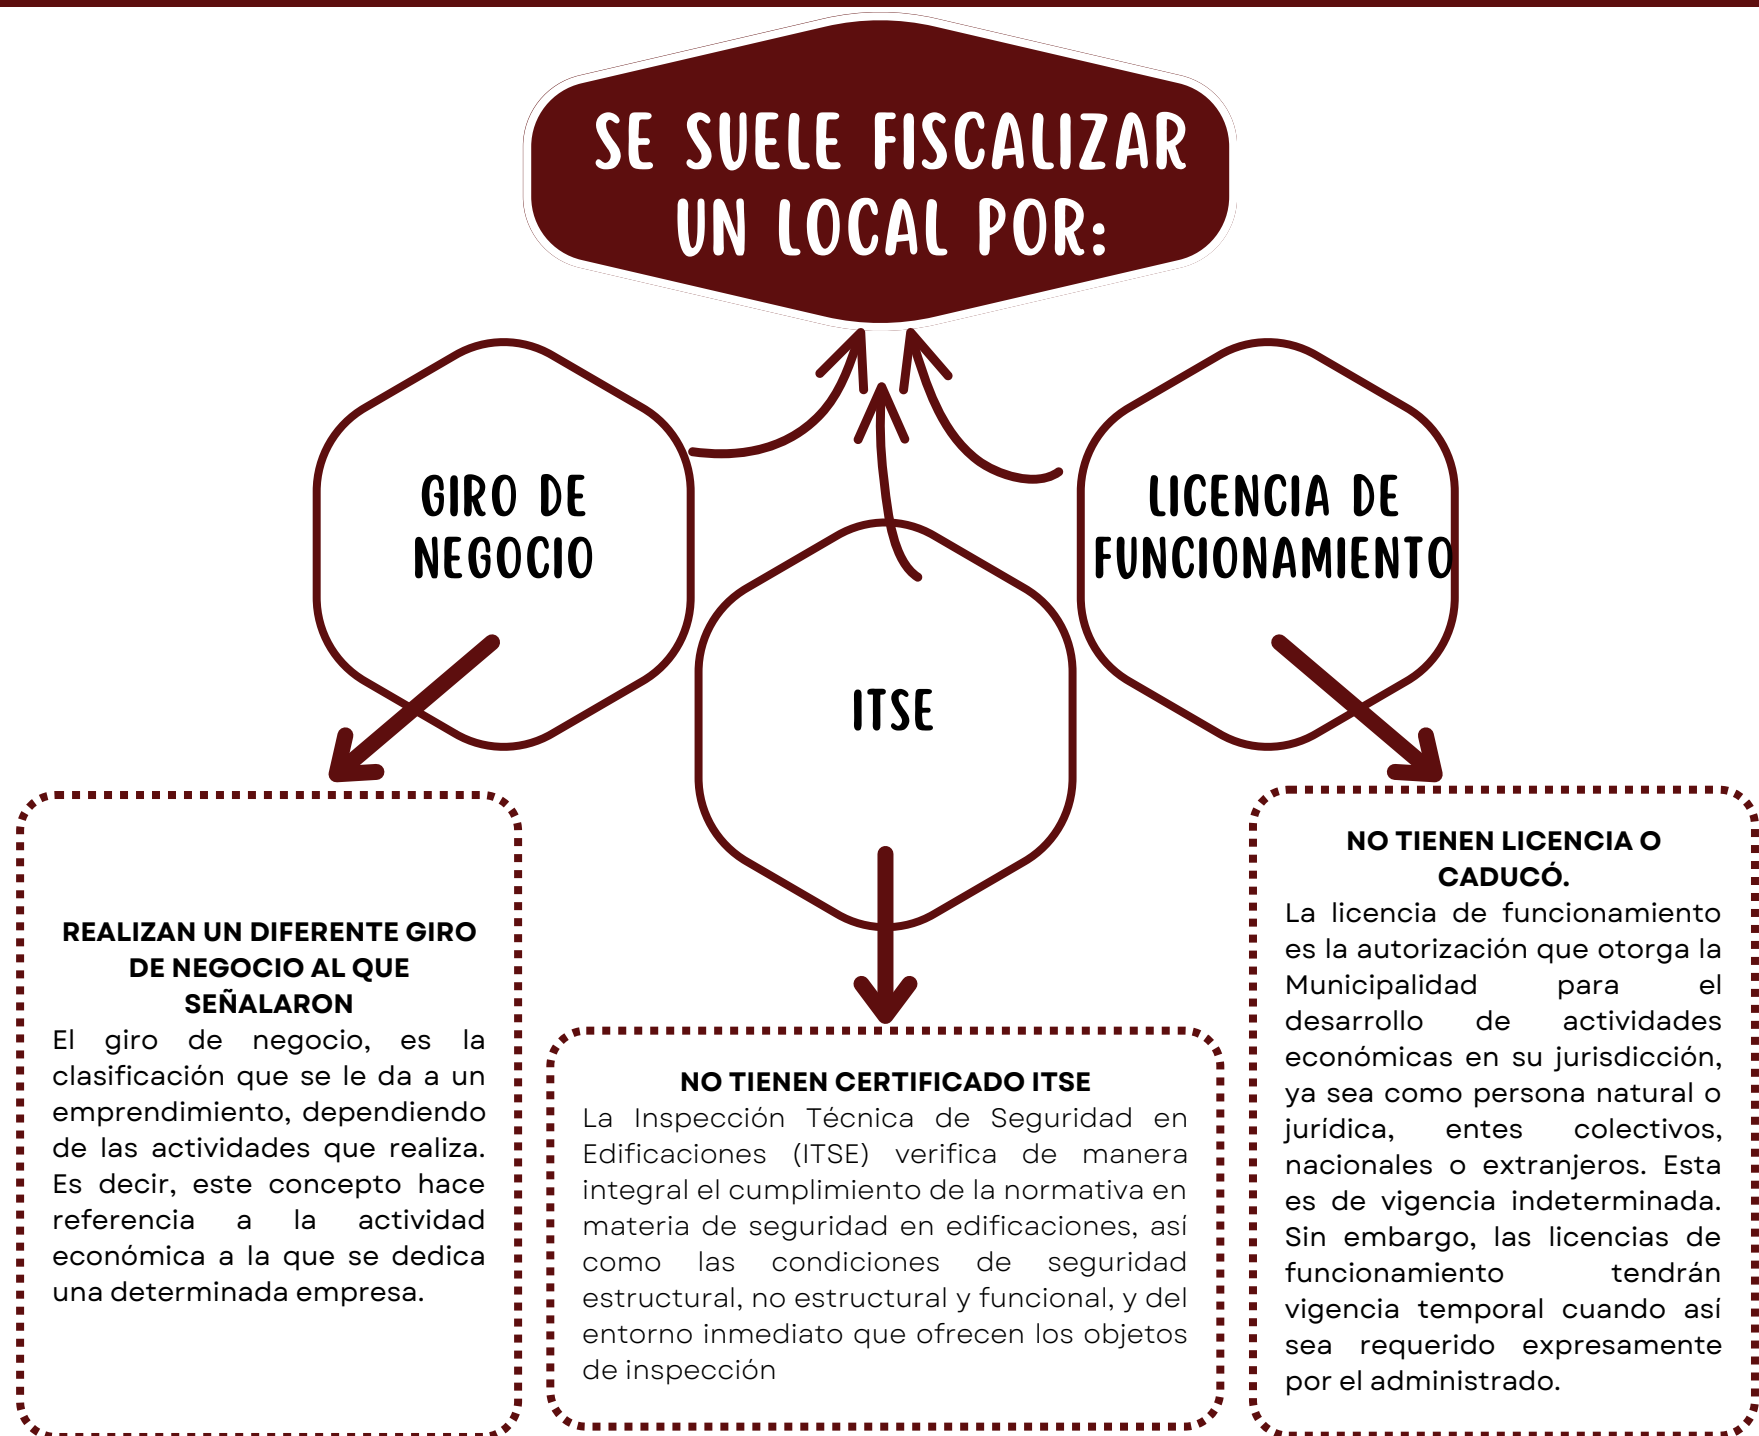 SE SUELE FISCALIZAR
UN LOCAL POR:
GIRO DE
NEGOCIO
ITSE
LICENCIA DE
FUNCIONAMIENTO
REALIZAN UN DIFERENTE GIRO
DE NEGOCIO AL QUE
SEÑALARON
El giro de negocio, es la
clasificación que se le da a un
emprendimiento, dependiendo
de las actividades que realiza.
Es decir, este concepto hace
referencia a la actividad
económica a la que se dedica
una determinada empresa.
NO TIENEN CERTIFICADO ITSE
La Inspección Técnica de Seguridad en
Edificaciones (ITSE) verifica de manera
integral el cumplimiento de la normativa en
materia de seguridad en edificaciones, así
como las condiciones de seguridad
estructural, no estructural y funcional, y del
entorno inmediato que ofrecen los objetos
de inspección
NO TIENEN LICENCIA O
CADUCÓ.
La licencia de funcionamiento
es la autorización que otorga la
Municipalidad para el
desarrollo de actividades
económicas en su jurisdicción,
ya sea como persona natural o
jurídica, entes colectivos,
nacionales o extranjeros. Esta
es de vigencia indeterminada.
Sin embargo, las licencias de
funcionamiento tendrán
vigencia temporal cuando así
sea requerido expresamente
por el administrado.